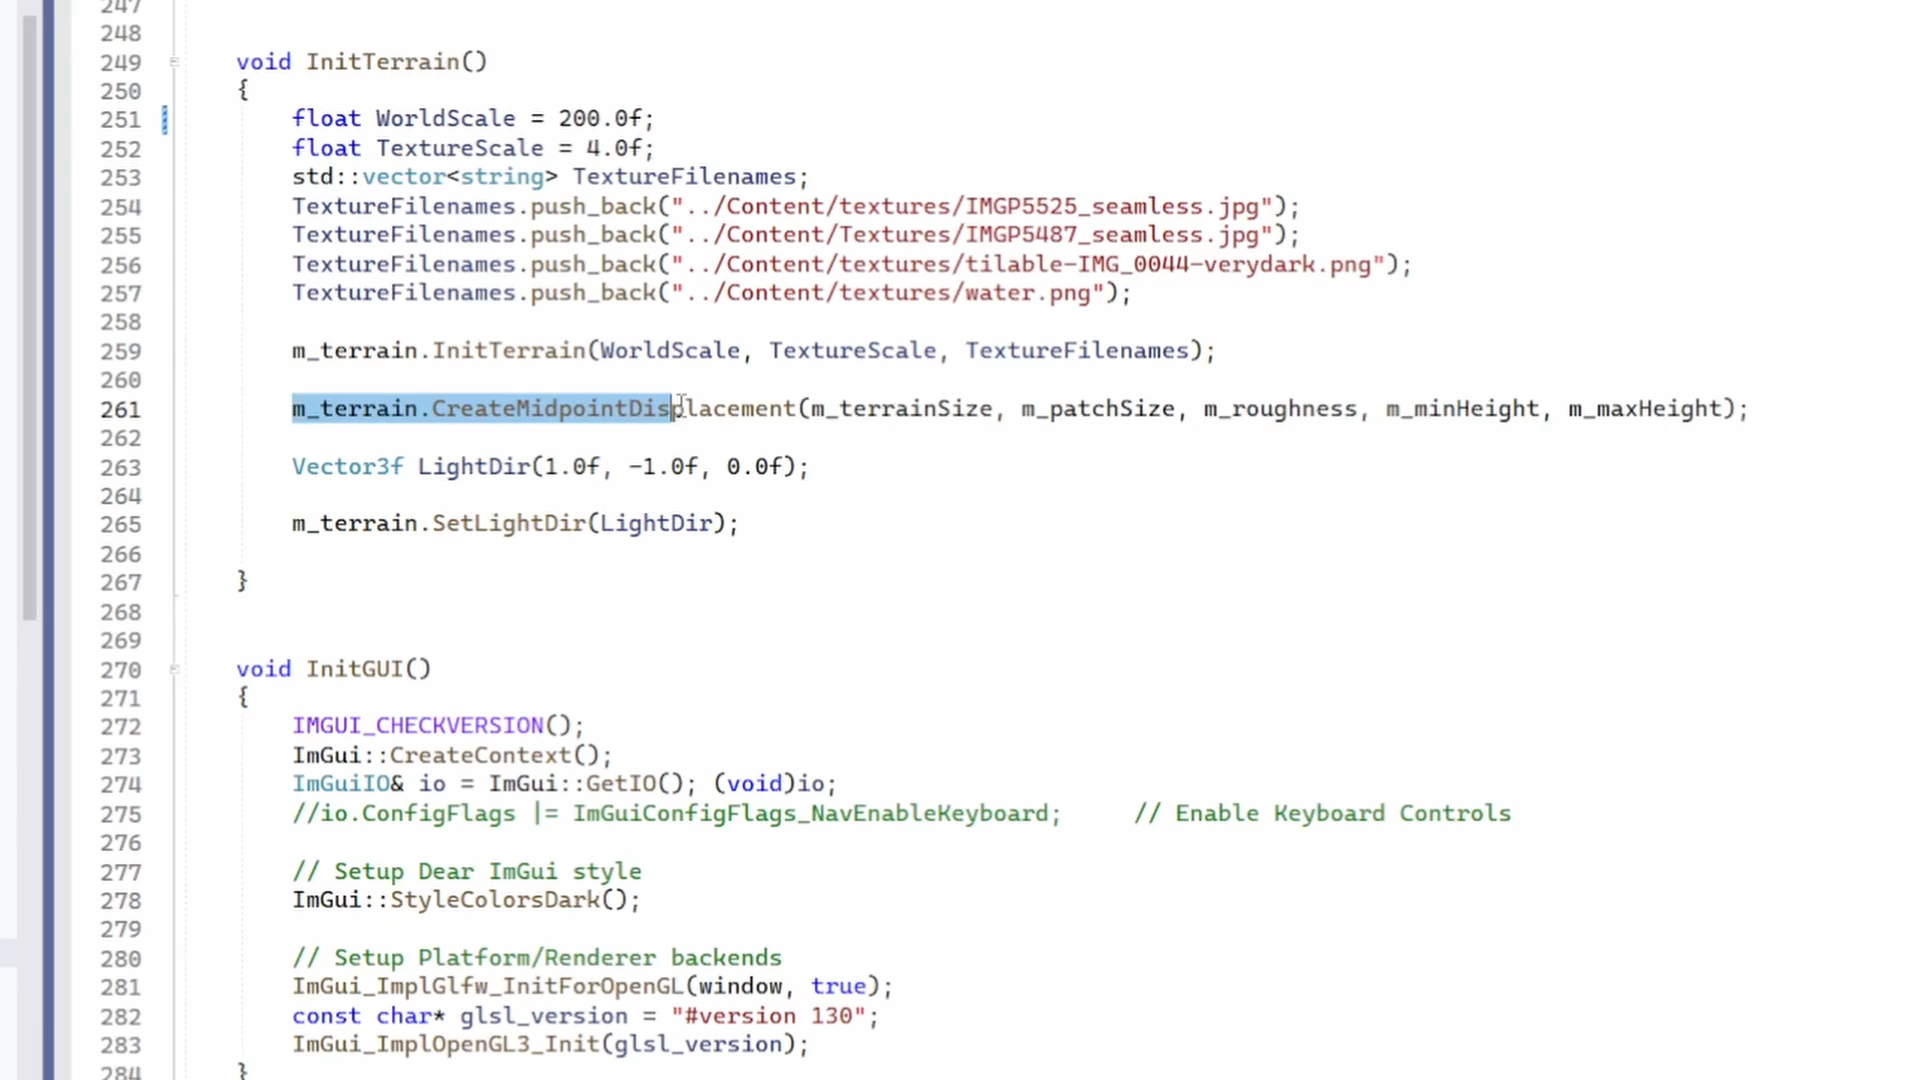 247
248
249 void InitTerrain()
250 {
251 float WorldScale = 200.0f;
252 float TextureScale = 4.0f;
253 std::vector<string> TextureFilenames;
254 TextureFilenames.push_back("../Content/textures/IMGP5525_seamless.jpg");
255 TextureFilenames.push_back("../Content/Textures/IMGP5487_seamless.jpg");
256 TextureFilenames.push_back("../Content/textures/tilable-IMG_0044-verydark.png");
257 TextureFilenames.push_back("../Content/textures/water.png");
258
259 m_terrain.InitTerrain(WorldScale, TextureScale, TextureFilenames);
260
261 m_terrain.CreateMidpointDisplacement(m_terrainSize, m_patchSize, m_roughness, m_minHeight, m_maxHeight);
262
263 Vector3f LightDir(1.0f, -1.0f, 0.0f);
264
265 m_terrain.SetLightDir(LightDir);
266
267 }
268
269
270 void InitGUI()
271 {
272 IMGUI_CHECKVERSION();
273 ImGui::CreateContext();
274 ImGuiIO& io = ImGui::GetIO(); (void)io;
275 //io.ConfigFlags |= ImGuiConfigFlags_NavEnableKeyboard; // Enable Keyboard Controls
276
277 // Setup Dear ImGui style
278 ImGui::StyleColorsDark();
279
280 // Setup Platform/Renderer backends
281 ImGui_ImplGlfw_InitForOpenGL(window, true);
282 const char* glsl_version = "#version 130";
283 ImGui_ImplOpenGL3_Init(glsl_version);
284 }